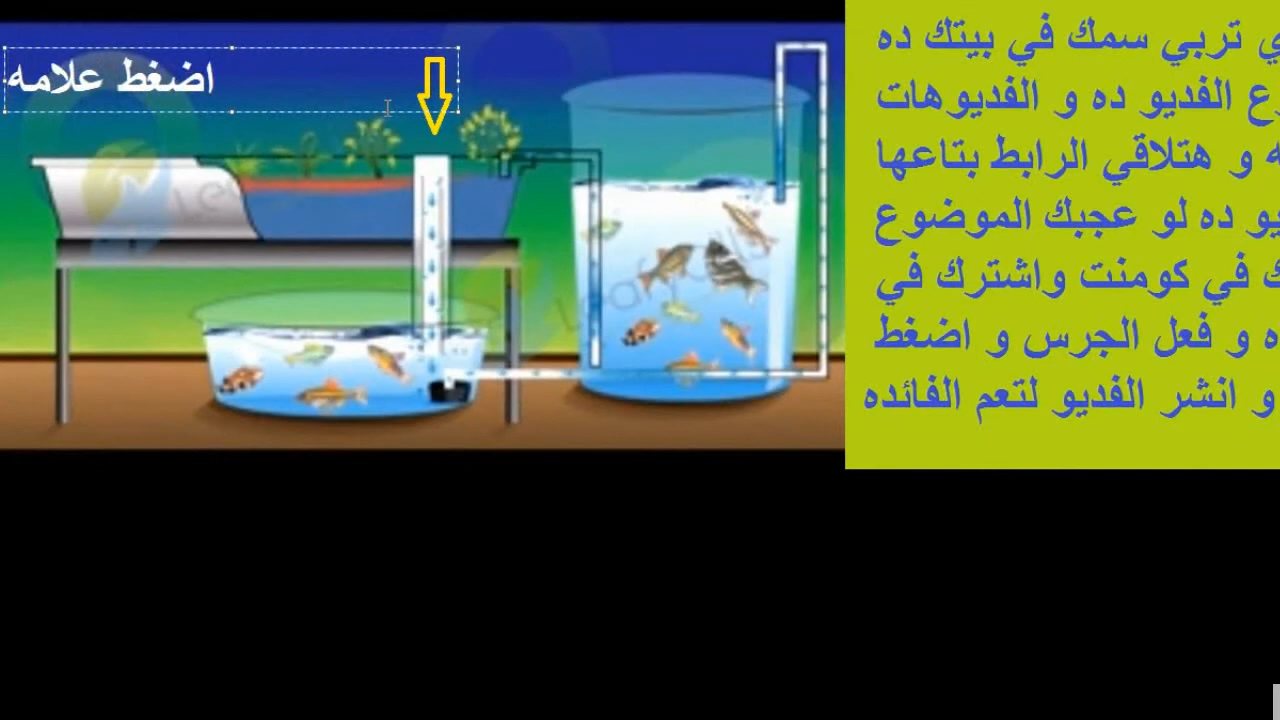 اضغط علامه
تربي سمك في بيتك ده
الفديو ده و الفديوهات
و هتلاقي الرابط بتاعها
ده لو عجبك الموضوع
في كومنت واشترك في
و فعل الجرس و اضغط
و انشر الفديو لتعم الفائده